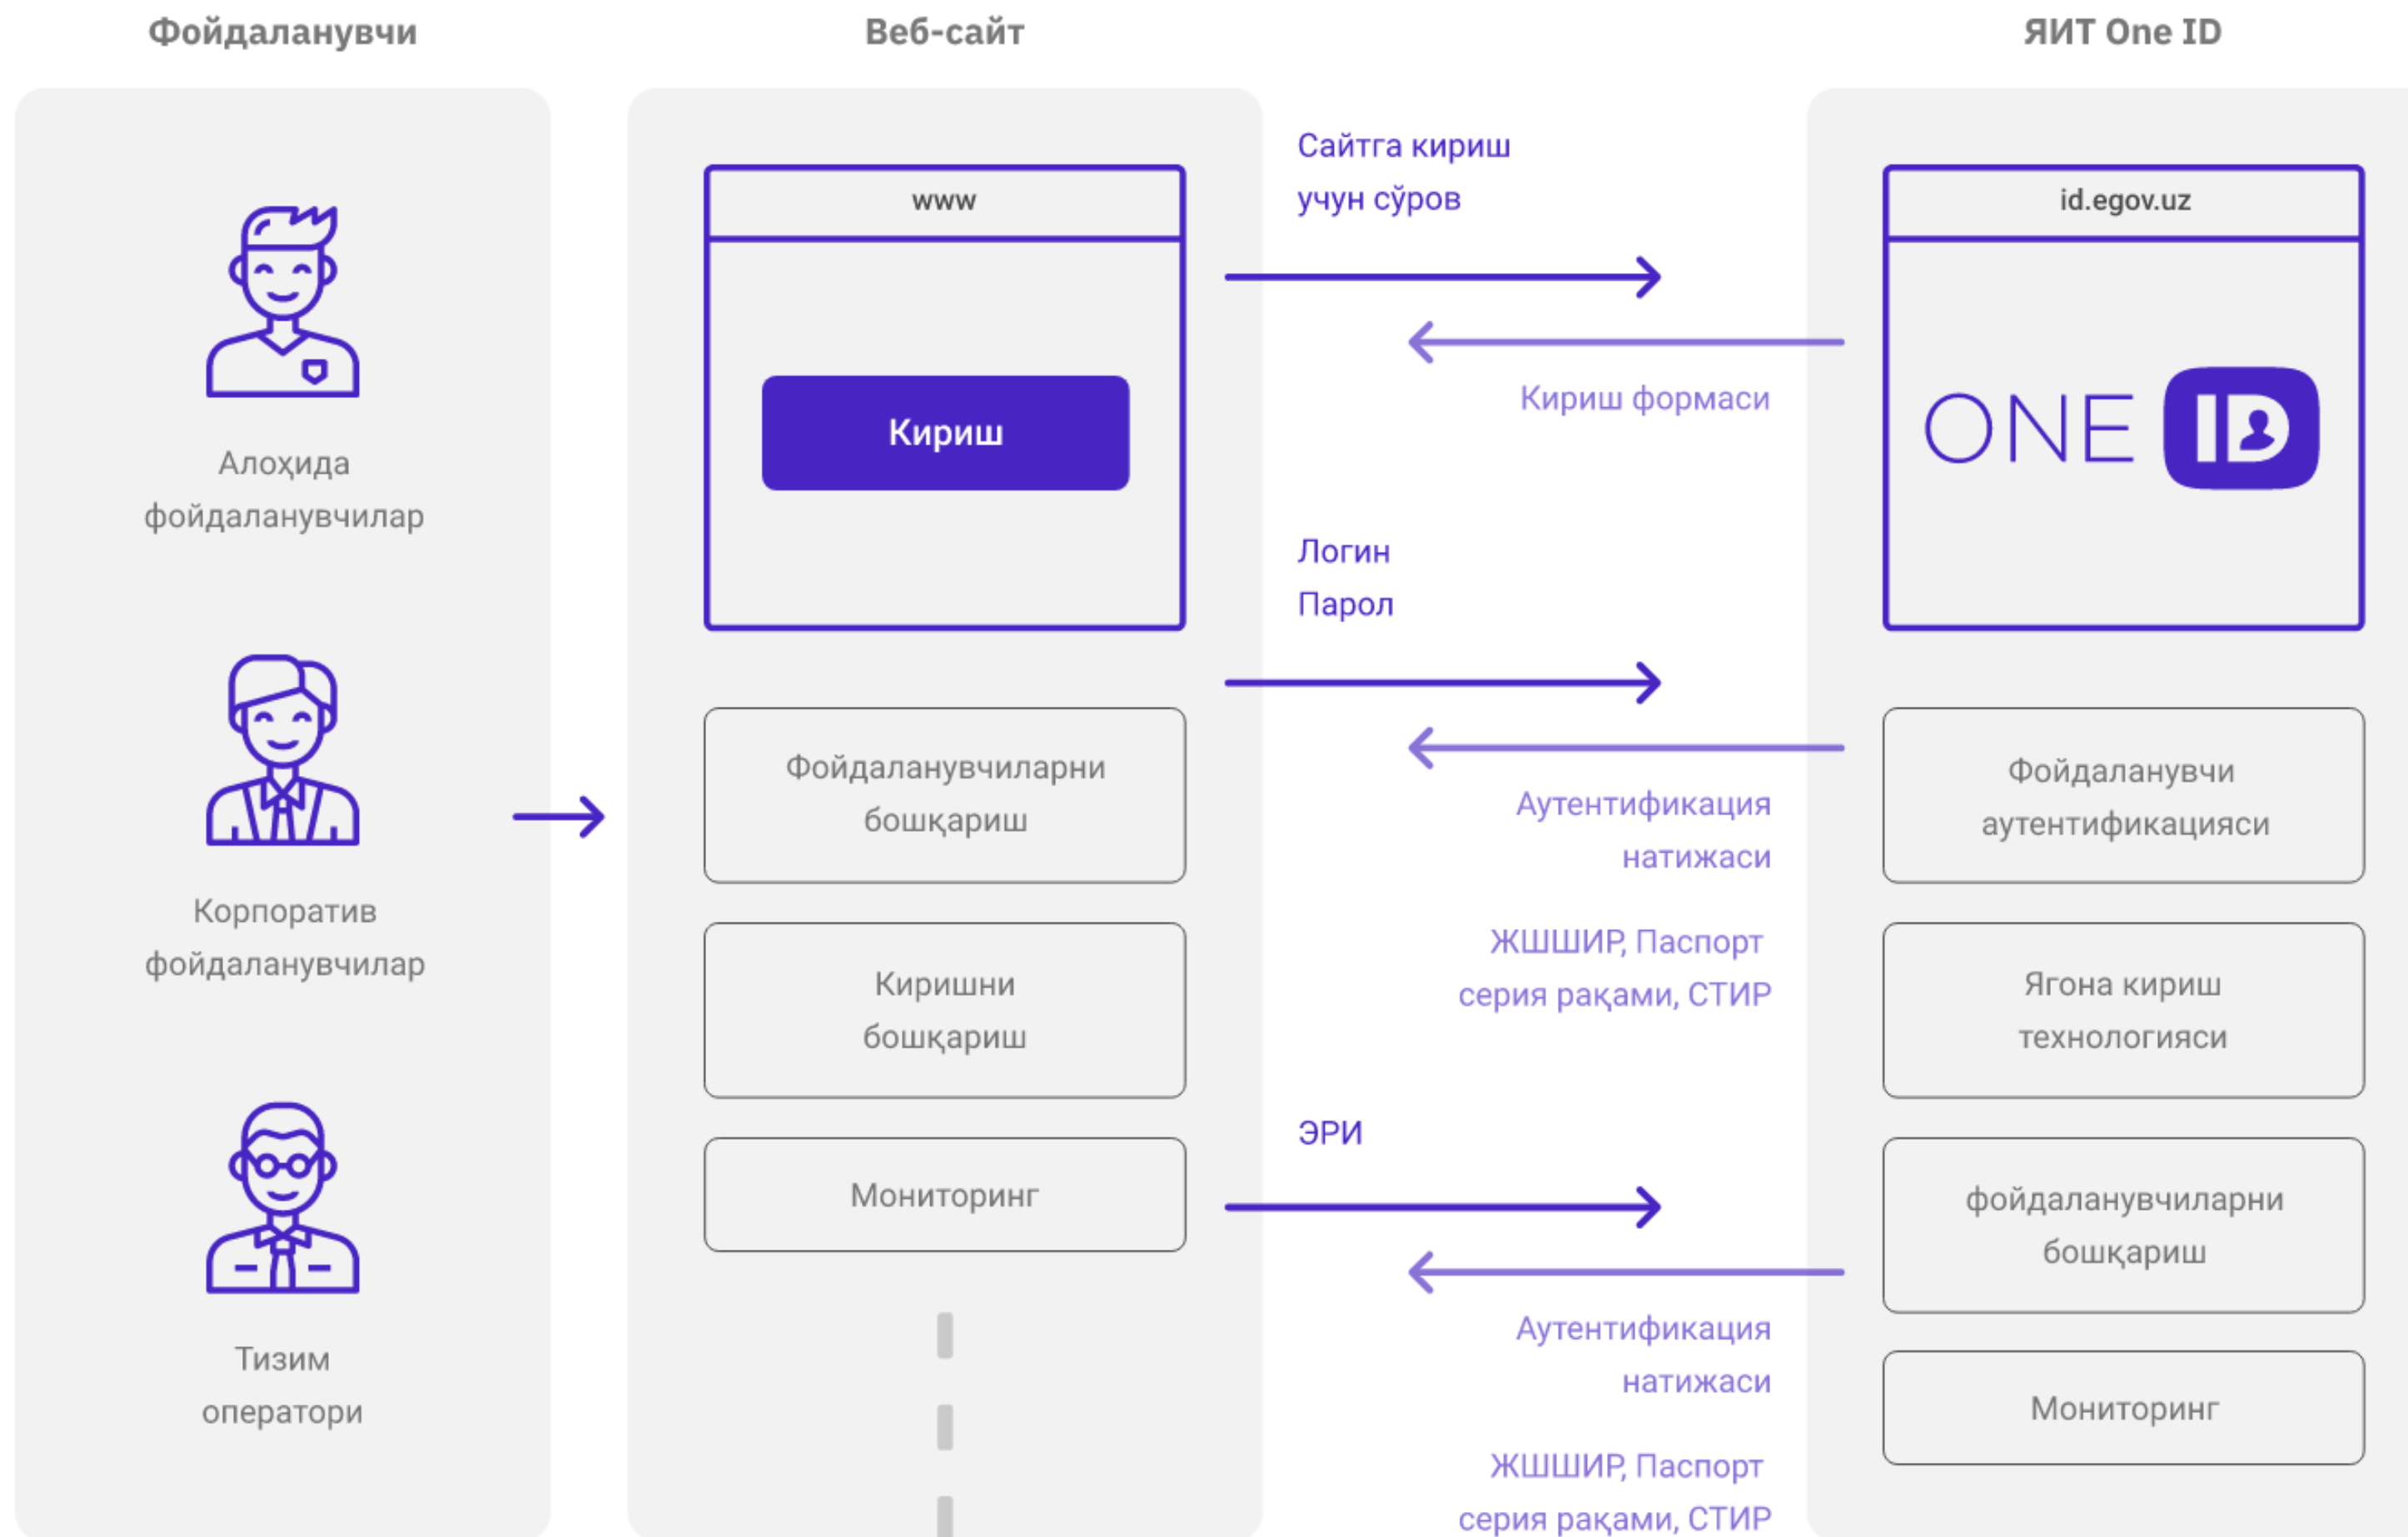 Фойдаланувчи
Алоҳида
фойдаланувчилар
Корпоратив
фойдаланувчилар
Тизим
оператори
Веб-сайт
www
Кириш
Фойдаланувчиларни
бошқариш
Киришни
бошқариш
Мониторинг
Сайтга кириш
учун сўров
Кириш формаси
Логин
Парол
Аутентификация
натижаси
ЖШШИР, Паспорт
серия рақами, СТИР
ЭРИ
Аутентификация
натижаси
ЖШШИР, Паспорт
серия рақами, СТИР
ЯИТ One ID
id.egov.uz
ONE ID
Фойдаланувчи
аутентификацияси
Ягона кириш
технологияси
фойдаланувчиларни
бошқариш
Мониторинг